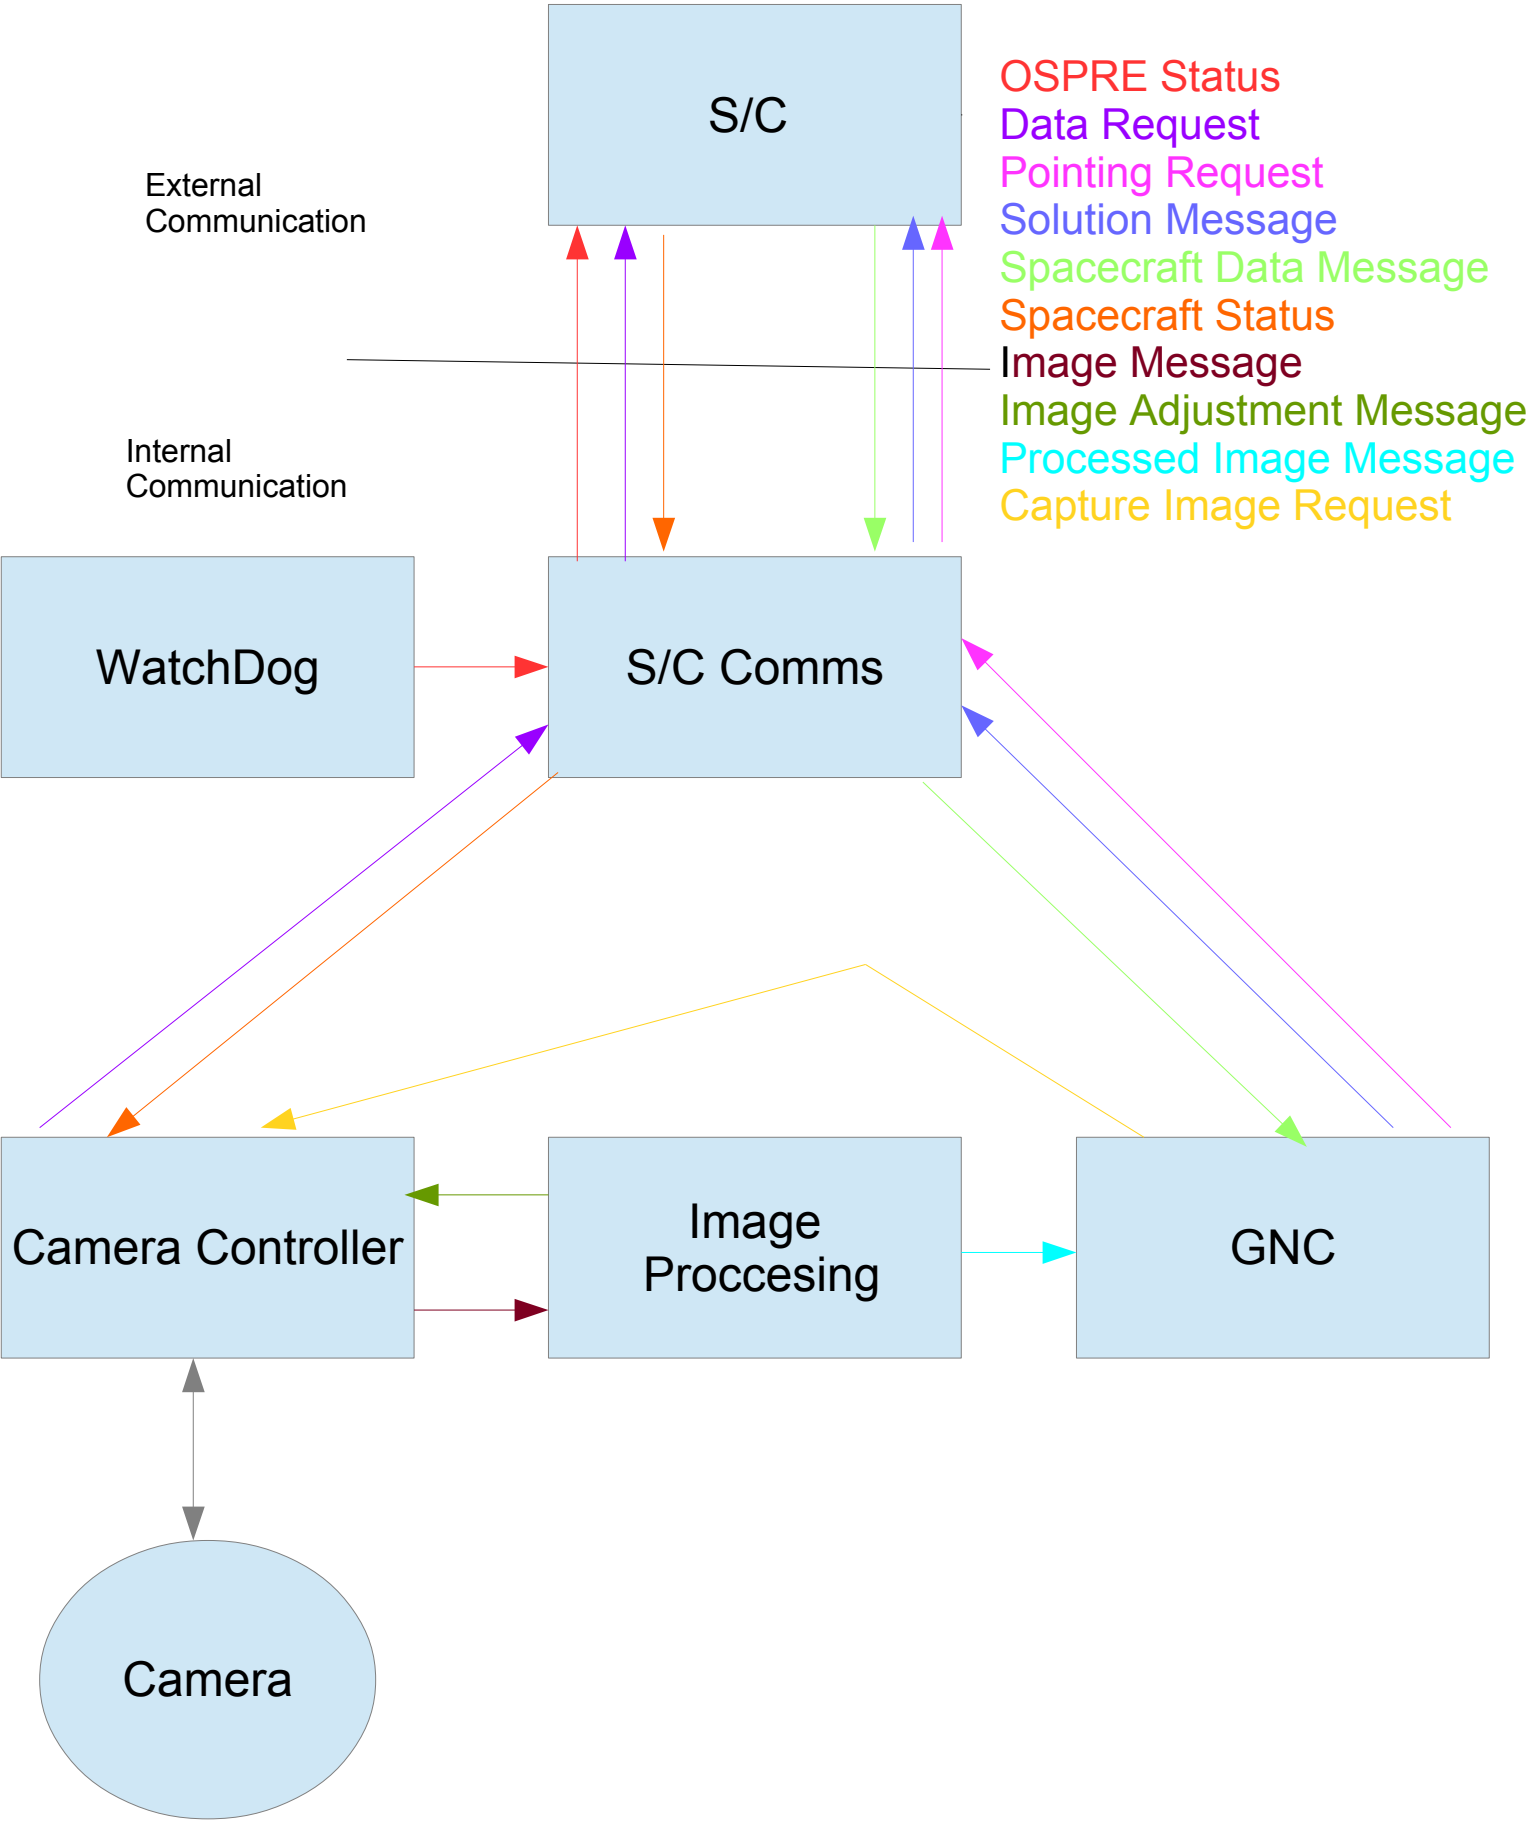 S/C
OSPRE Status
Data Request
Pointing Request
Solution Message
Spacecraft Data Message
Spacecraft Status
Image Message
Image Adjustment Message
Processed Image Message
Capture Image Request
External
Communication
Internal
Communication
WatchDog
S/C Comms
Camera Controller
Image
Proccesing
GNC
Camera